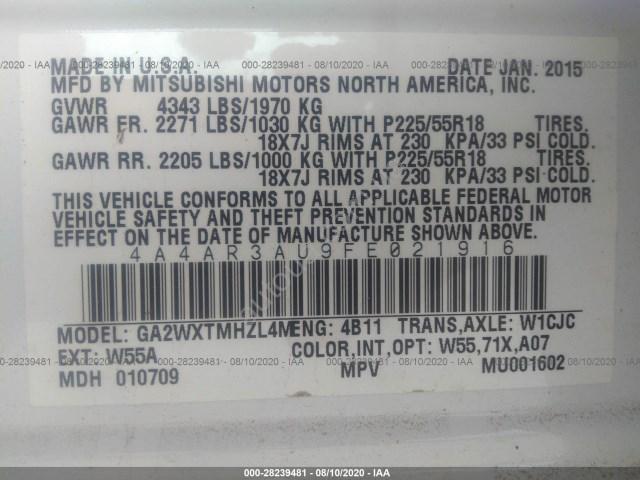 MADE IN U.S.A. DATE JAN. 2015
MFD BY MITSUBISHI MOTORS NORTH AMERICA, INC.
GVWR 4343 LBS/1970 KG
GAWR FR. 2271 LBS/1030 KG WITH P225/55R18 TIRES.
18X7J RIMS AT 230 KPA/33 PSI COLD.
GAWR RR. 2205 LBS/1000 KG WITH P225/55R18 TIRES.
18X7J RIMS AT 230 KPA/33 PSI COLD.
THIS VEHICLE CONFORMS TO ALL APPLICABLE FEDERAL MOTOR
VEHICLE SAFETY AND THEFT PREVENTION STANDARDS IN
EFFECT ON THE DATE OF MANUFACTURE SHOWN ABOVE.
4A4AR3AU9FE021916
MODEL: GA2WXTMHZL4M ENG: 4B11 TRANS,AXLE: W1CJC
EXT: W55A COLOR,INT,OPT: W55,71X,A07
MDH 010709 MPV MU001602
000-28239481 - 08/10/2020 - IAA